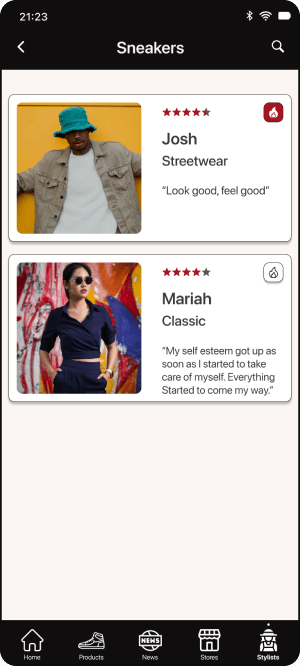 21:23
Sneakers
Josh
Streetwear
“Look good, feel good”
Mariah
Classic
“My self esteem got up as
soon as I started to take
care of myself. Everything
Started to come my way.”
Home
Products
NEWS
News
Stores
Stylists